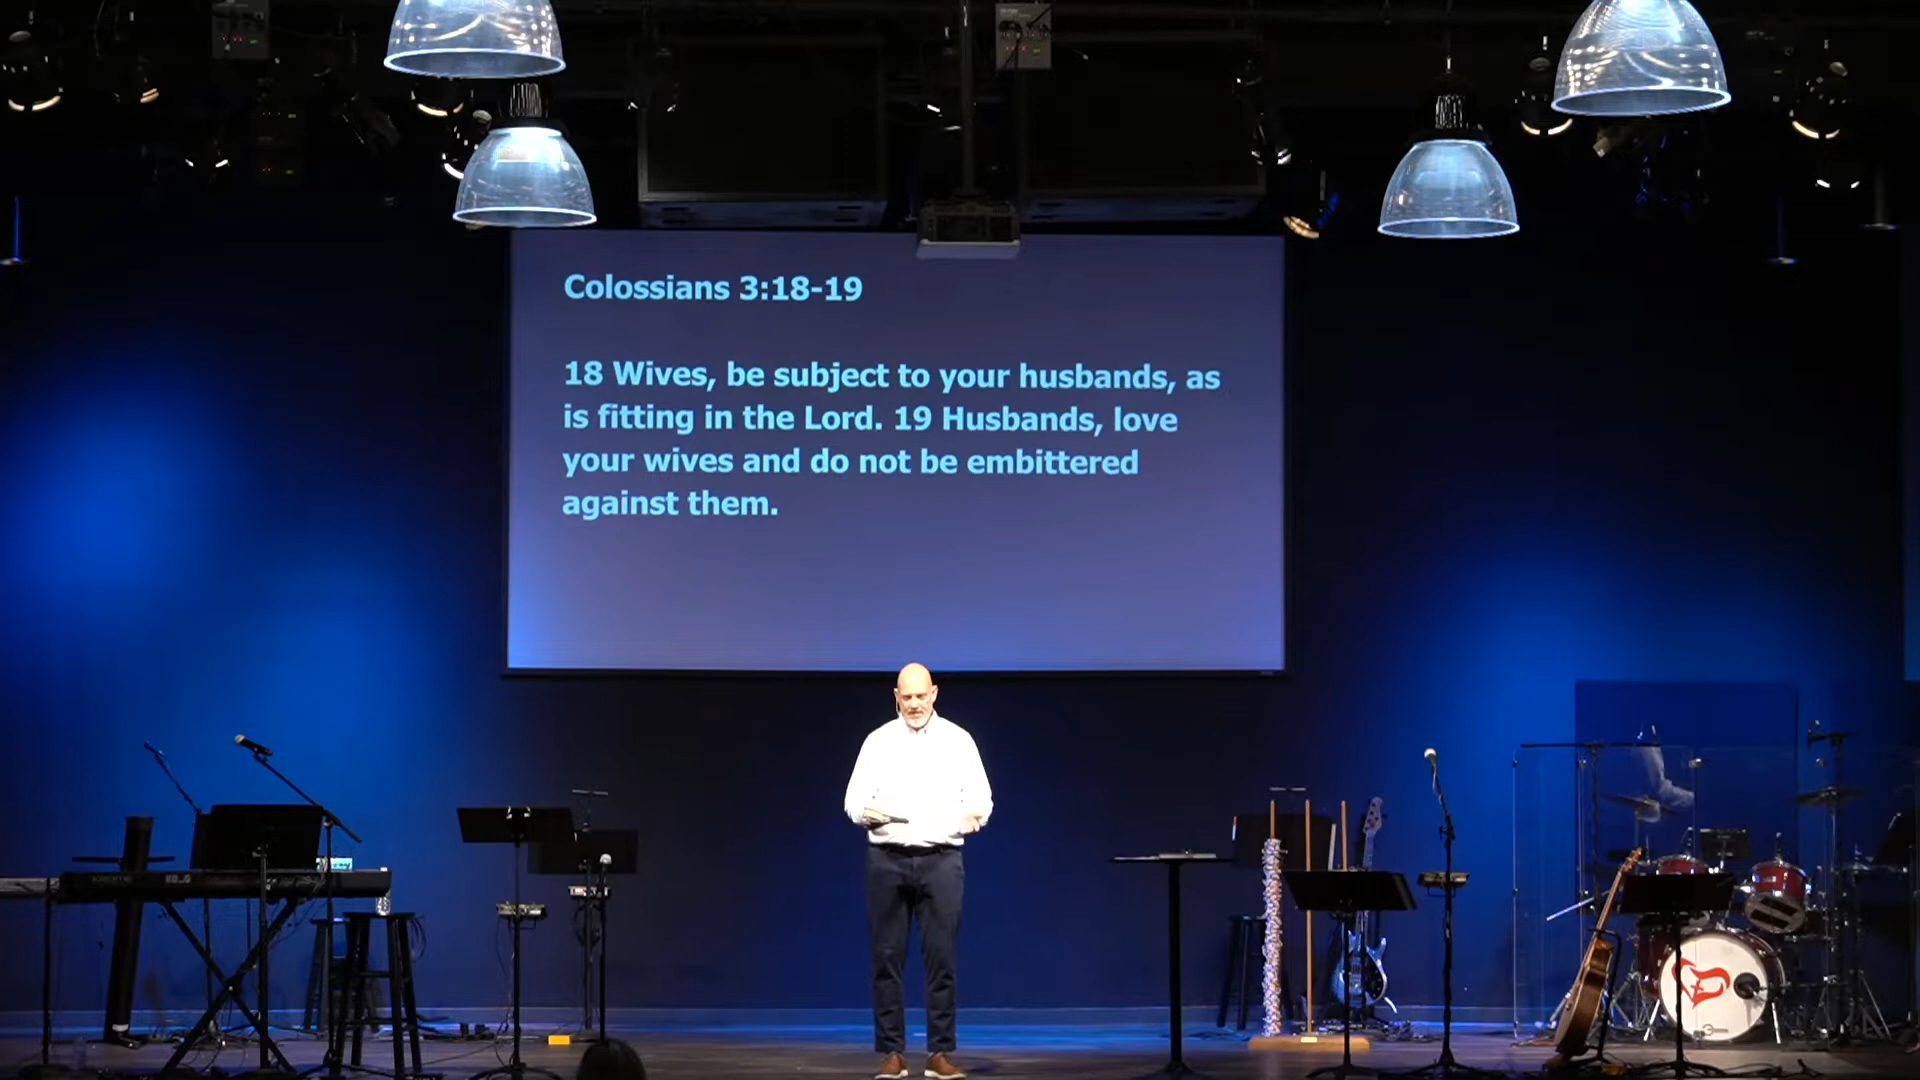 Colossians 3:18-19
18 Wives, be subject to your husbands, as
is fitting in the Lord. 19 Husbands, love
your wives and do not be embittered
against them.